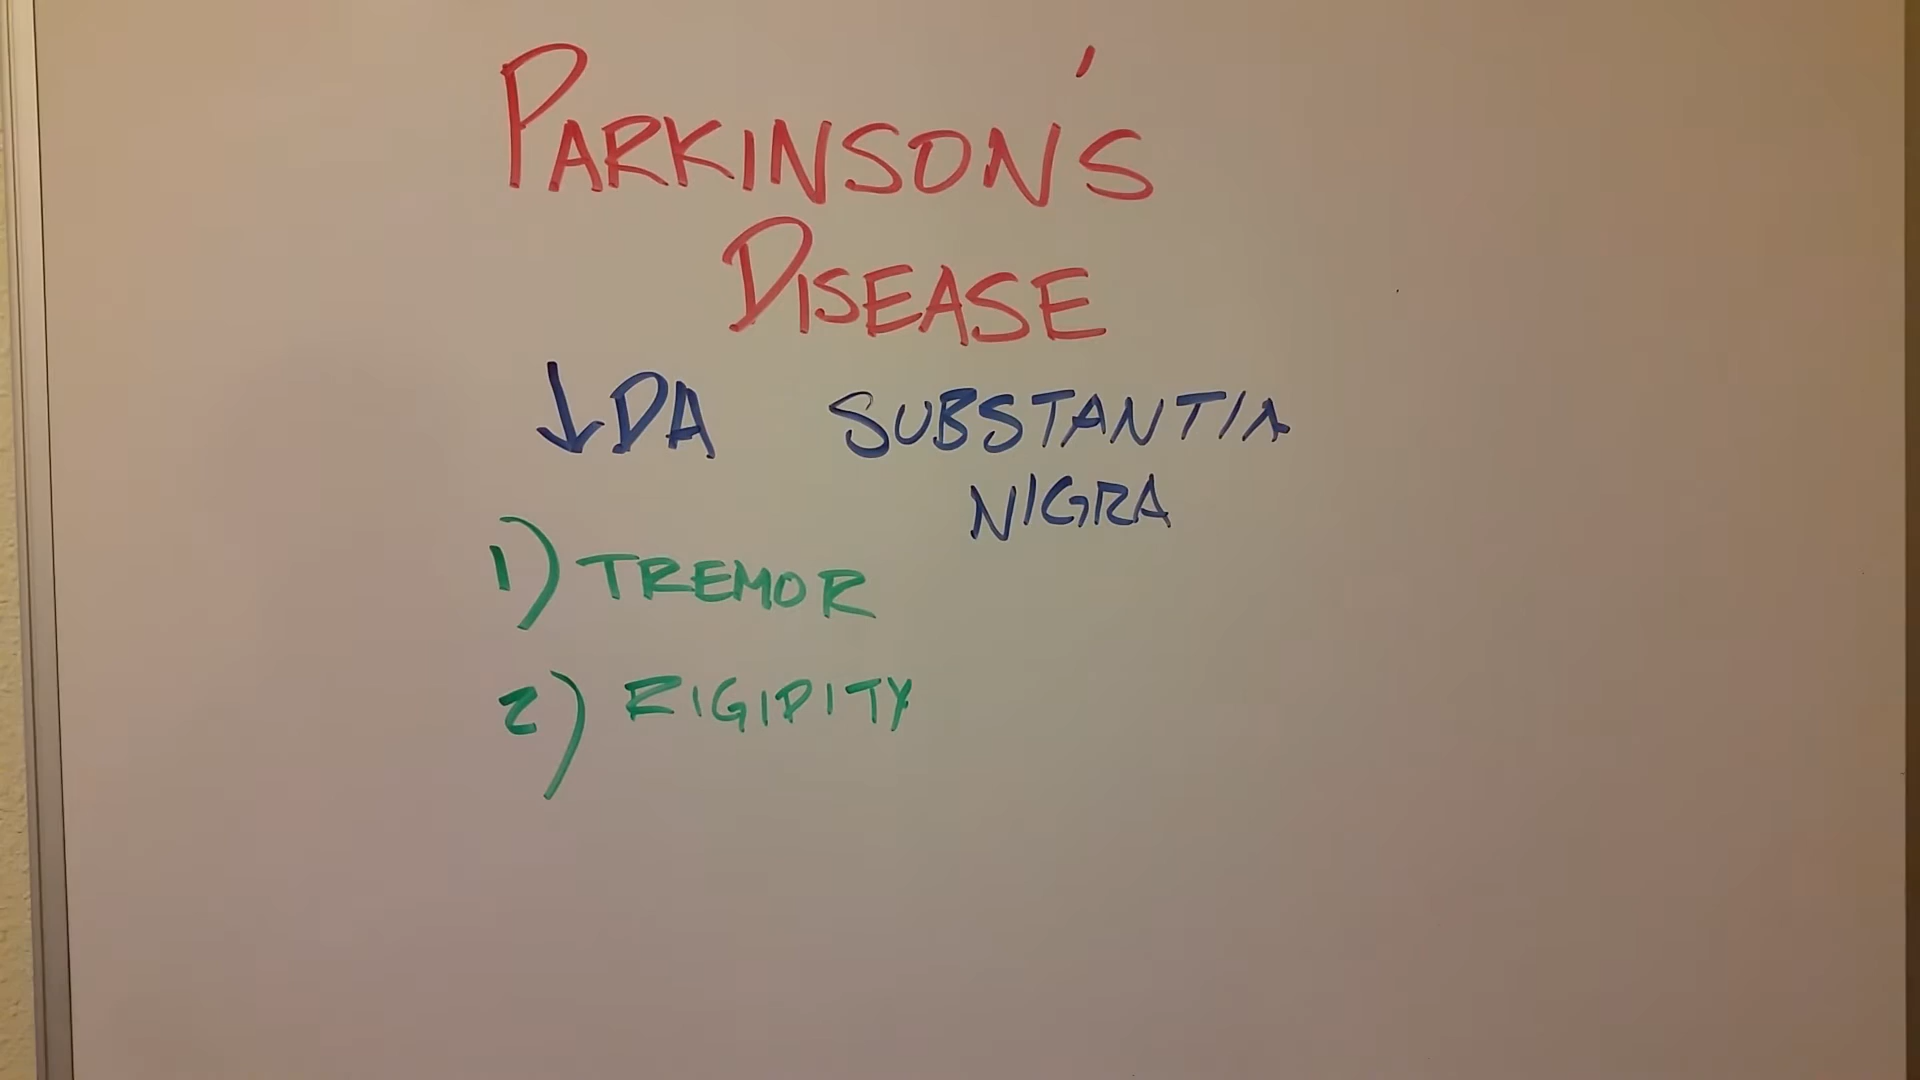 PARKINSON'S
DISEASE
↓DA SUBSTANTIA
NIGRA
1) TREMOR
2) RIGIDITY